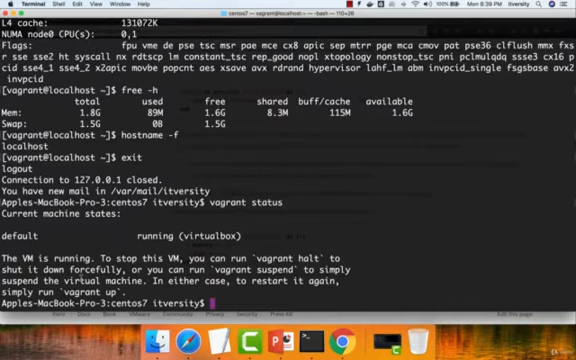 Terminal Shell Edit View Window Help
100% Mon 8:39 PM itversity
centos7 — vagrant@localhost:~ — -bash — 110×26
L4 cache: 131072K
NUMA node0 CPU(s): 0,1
Flags: fpu vme de pse tsc msr pae mce cx8 apic sep mtrr pge mca cmov pat pse36 clflush mmx fxs
r sse sse2 ht syscall nx rdtscp lm constant_tsc rep_good nopl xtopology nonstop_tsc pni pclmulqdq ssse3 cx16 p
cid sse4_1 sse4_2 x2apic movbe popcnt aes xsave avx rdrand hypervisor lahf_lm abm invpcid_single fsgsbase avx2
invpcid
[vagrant@localhost ~]$ free -h
total used free shared buff/cache available
Mem: 1.8G 89M 1.6G 8.3M 115M 1.6G
Swap: 1.5G 0B 1.5G
[vagrant@localhost ~]$ hostname -f
localhost
[vagrant@localhost ~]$ exit
logout
Connection to 127.0.0.1 closed.
You have new mail in /var/mail/itversity
Apples-MacBook-Pro-3:centos7 itversity$ vagrant status
Current machine states:
default running (virtualbox)
The VM is running. To stop this VM, you can run `vagrant halt` to
shut it down forcefully, or you can run `vagrant suspend` to simply
suspend the virtual machine. In either case, to restart it again,
simply run `vagrant up`.
Apples-MacBook-Pro-3:centos7 itversity$